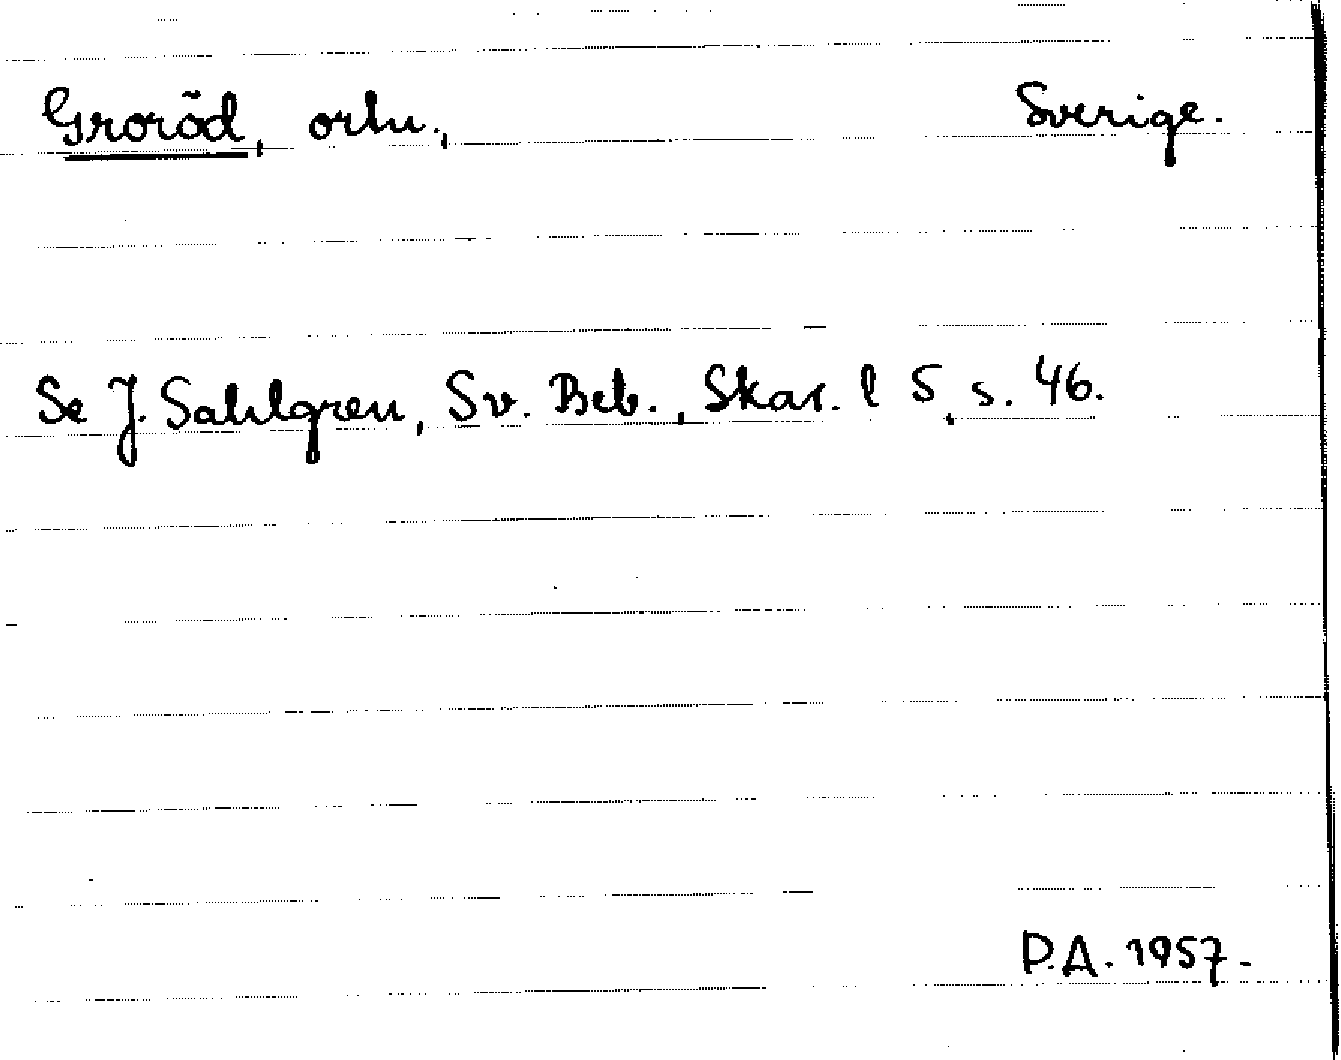 Groröd, ortn., Sverige.
Se J. Sahlgren, Sv. Beb., Skar. l 5, s. 46.
P.A. 1957.